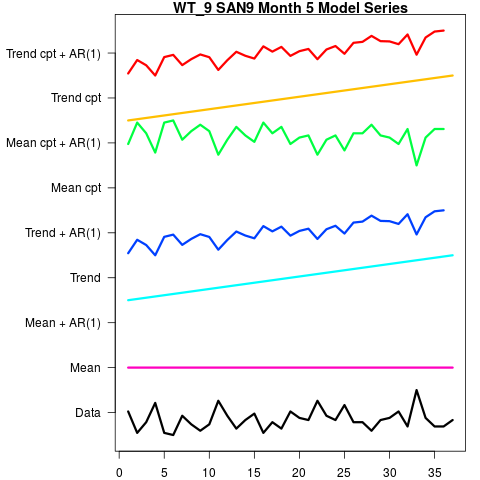 WT_9 SAN9 Month 5 Model Series
Trend cpt + AR(1)
Trend cpt
Mean cpt + AR(1)
Mean cpt
Trend + AR(1)
Trend
Mean + AR(1)
Mean
Data
0 5 10 15 20 25 30 35